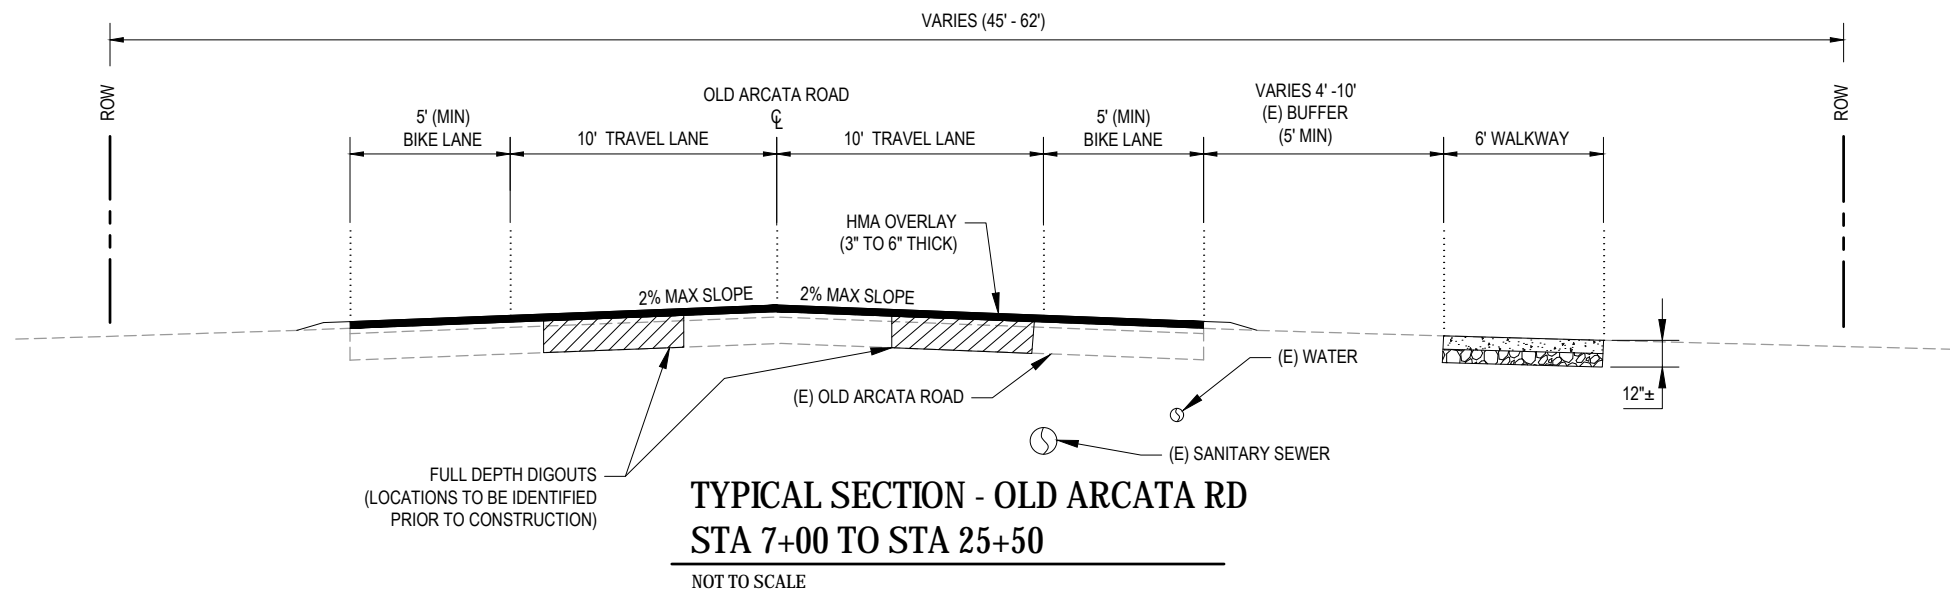 VARIES (45' - 62')
ROW
ROW
OLD ARCATA ROAD
℄
5' (MIN)
BIKE LANE
10' TRAVEL LANE
10' TRAVEL LANE
5' (MIN)
BIKE LANE
VARIES 4' -10'
(E) BUFFER
(5' MIN)
6' WALKWAY
HMA OVERLAY
(3" TO 6" THICK)
2% MAX SLOPE
2% MAX SLOPE
(E) WATER
(E) OLD ARCATA ROAD
12"±
(E) SANITARY SEWER
FULL DEPTH DIGOUTS
(LOCATIONS TO BE IDENTIFIED
PRIOR TO CONSTRUCTION)
TYPICAL SECTION - OLD ARCATA RD
STA 7+00 TO STA 25+50
NOT TO SCALE